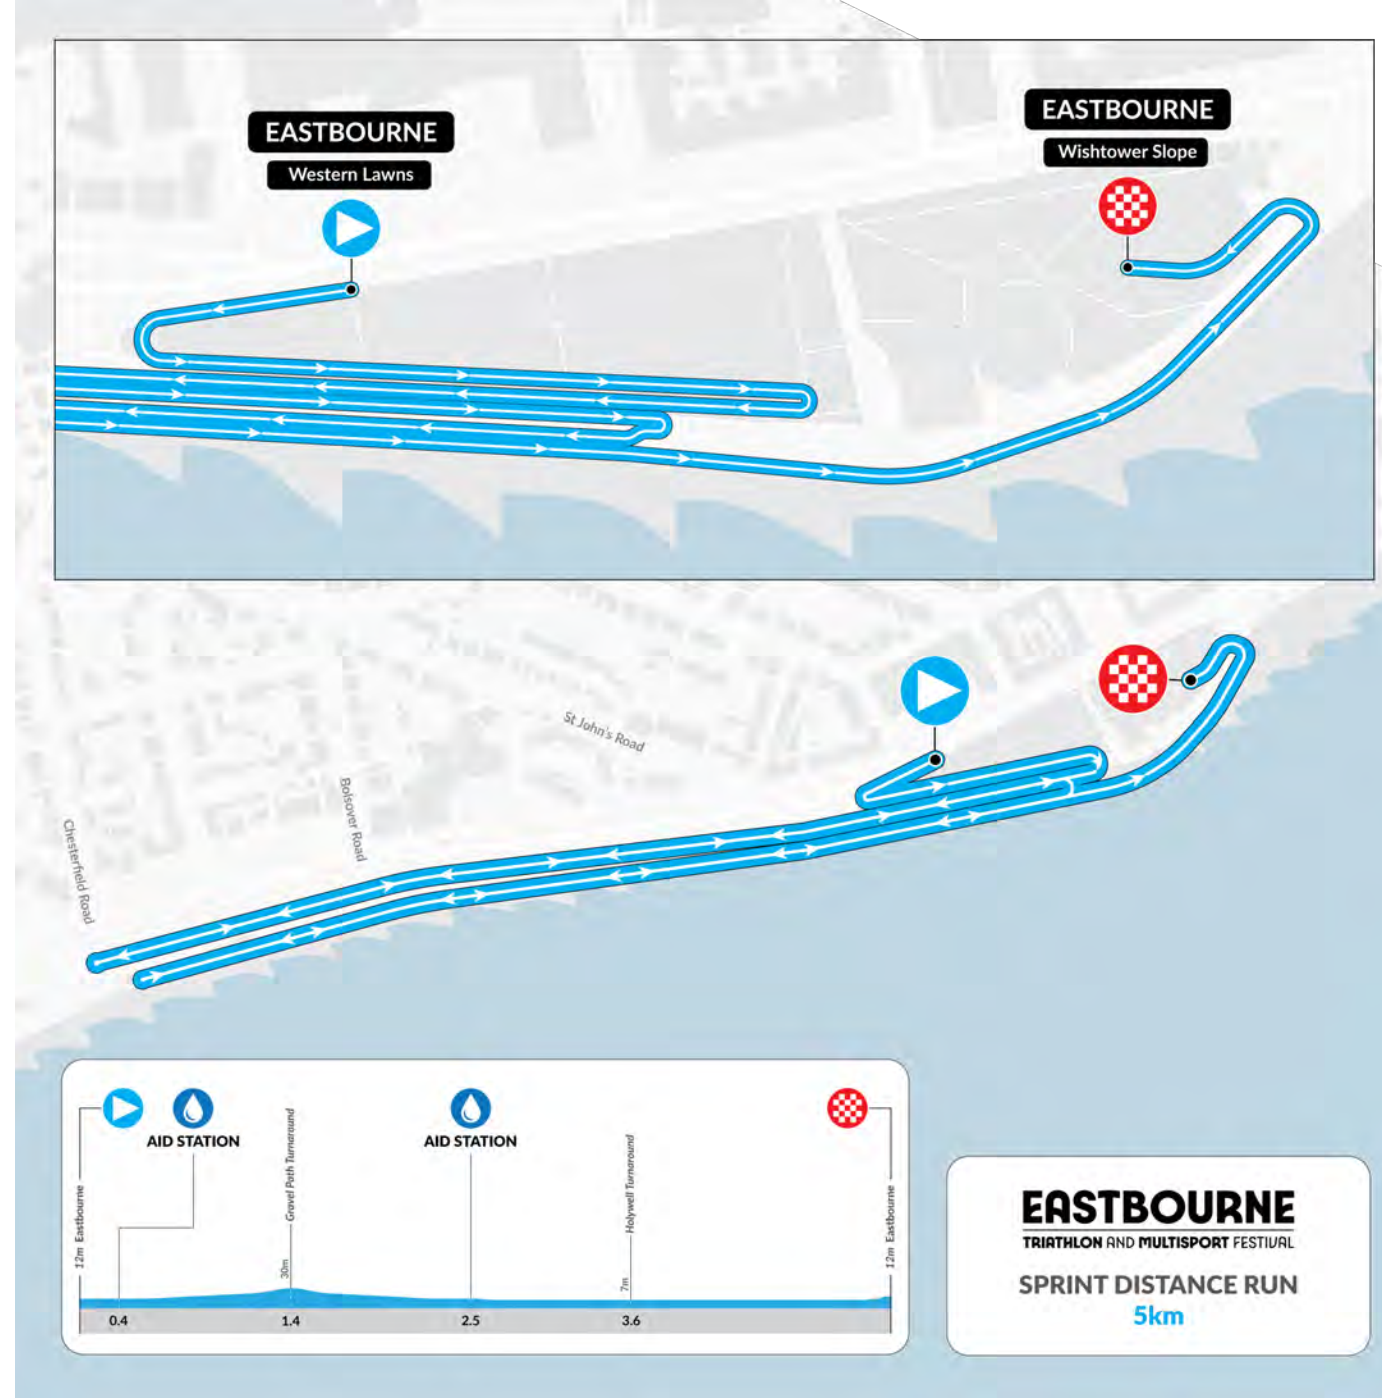 EASTBOURNE
Western Lawns
EASTBOURNE
Wishtower Slope
St John's Road
Bolsover Road
Chesterfield Road
AID STATION
AID STATION
12m Eastbourne
30m Gravel Path Turnaround
7m Holywell Turnaround
12m Eastbourne
0.4
1.4
2.5
3.6
EASTBOURNE
TRIATHLON AND MULTISPORT FESTIVAL
SPRINT DISTANCE RUN
5km